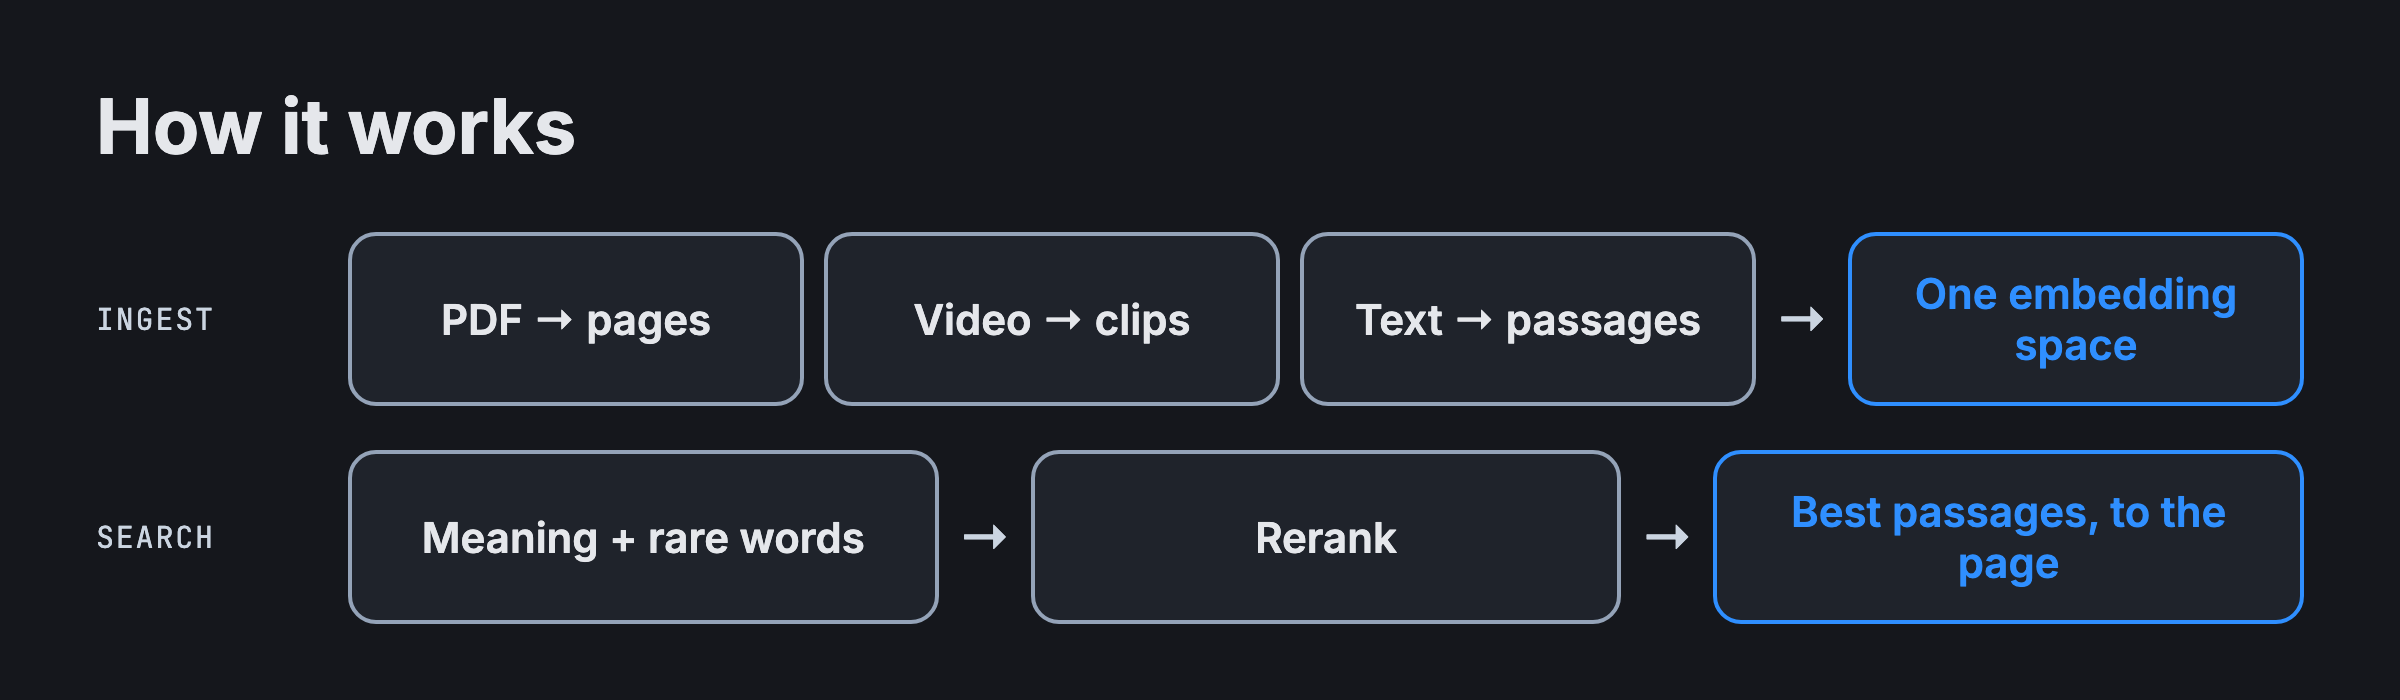 How it works
INGEST
PDF → pages
Video → clips
Text → passages
→
One embedding
space
SEARCH
Meaning + rare words
→
Rerank
→
Best passages, to the
page